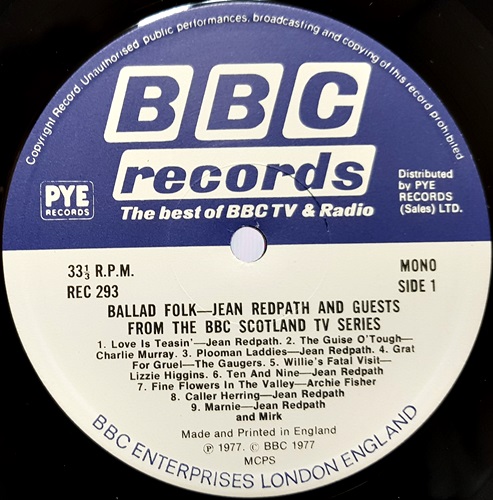 Copyright Record. Unauthorised public performances, broadcasting and copying of this record prohibited
BBC
records
The best of BBC TV & Radio
PYE
RECORDS
Distributed
by PYE
RECORDS
(Sales) LTD.
33⅓ R.P.M.
REC 293
MONO
SIDE 1
BALLAD FOLK—JEAN REDPATH AND GUESTS
FROM THE BBC SCOTLAND TV SERIES
1. Love Is Teasin'—Jean Redpath. 2. The Guise O'Tough—
Charlie Murray. 3. Plooman Laddies—Jean Redpath. 4. Grat
For Gruel—The Gaugers. 5. Willie's Fatal Visit—
Lizzie Higgins. 6. Ten And Nine—Jean Redpath
7. Fine Flowers In The Valley—Archie Fisher
8. Caller Herring—Jean Redpath
9. Marnie—Jean Redpath
and Mirk
Made and Printed in England
℗ 1977. © BBC 1977
MCPS
BBC ENTERPRISES LONDON ENGLAND